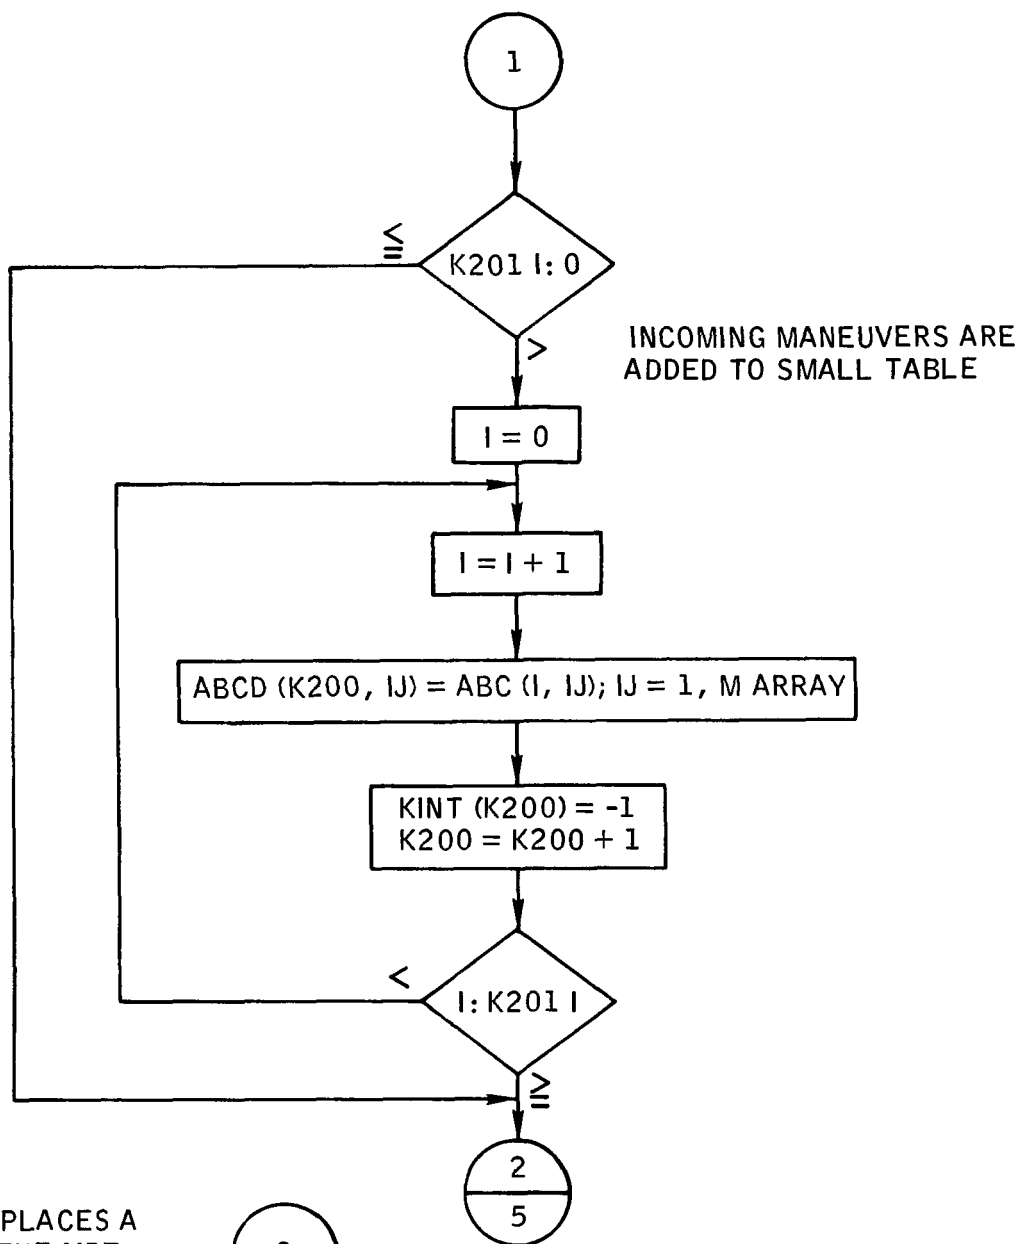 1
≦
K201 I: 0
>
INCOMING MANEUVERS ARE
ADDED TO SMALL TABLE
I = 0
I = I + 1
ABCD (K200, IJ) = ABC (I, IJ); IJ = 1, M ARRAY
KINT (K200) = -1
K200 = K200 + 1
<
I: K201 I
≧
2
5
PLACES A